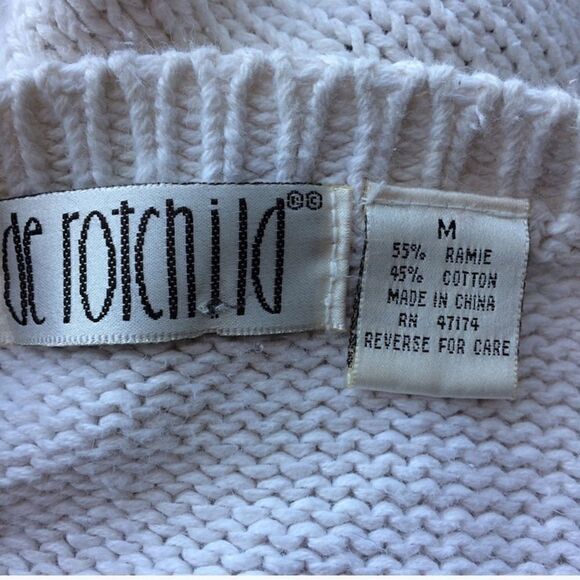 de rotchild©©
M
55% RAMIE
45% COTTON
MADE IN CHINA
RN 47174
REVERSE FOR CARE